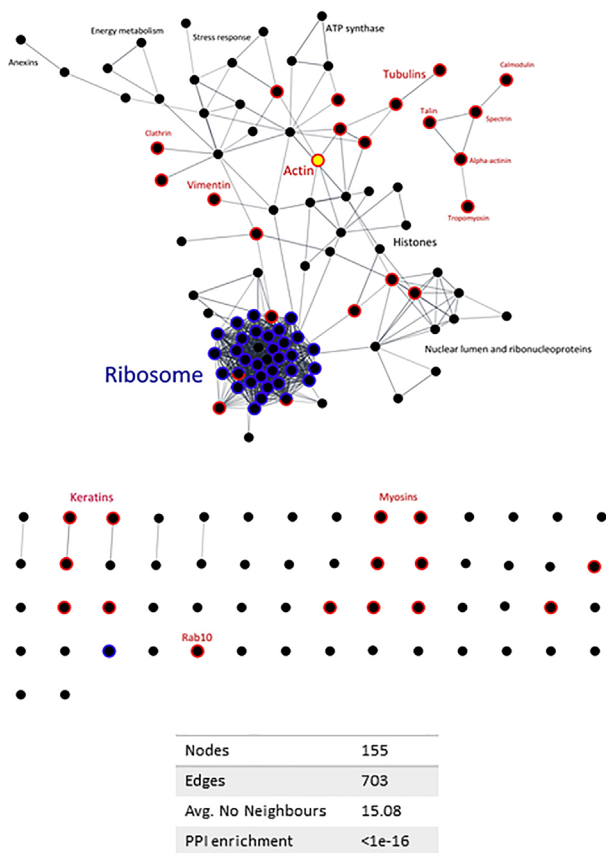 Energy metabolism
Stress response
ATP synthase
Anexins
Tubulins
Calmodulin
Talin
Spectrin
Clathrin
Alpha-actinin
Actin
Vimentin
Tropomyosin
Histones
Nuclear lumen and ribonucleoproteins
Ribosome
Keratins
Myosins
Rab10
Nodes 155
Edges 703
Avg. No Neighbours 15.08
PPI enrichment <1e-16